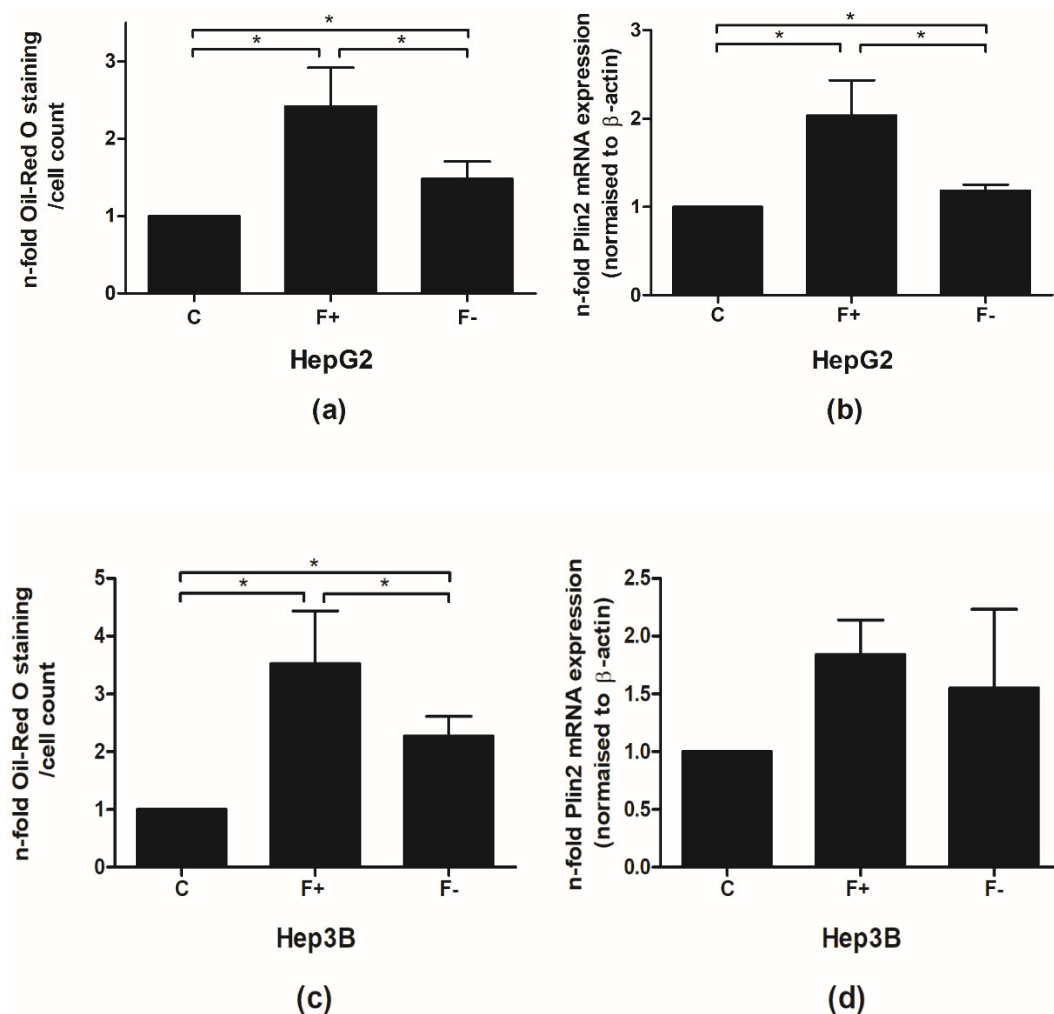 n-fold Oil-Red O staining
/cell count
3
2
1
0
*
*
*
C
F+
F-
HepG2
(a)
n-fold Plin2 mRNA expression
(normaised to β-actin)
3
2
1
0
*
*
*
C
F+
F-
HepG2
(b)
n-fold Oil-Red O staining
/cell count
5
4
3
2
1
0
*
*
*
C
F+
F-
Hep3B
(c)
n-fold Plin2 mRNA expression
(normaised to β-actin)
2.5
2.0
1.5
1.0
0.5
0.0
C
F+
F-
Hep3B
(d)